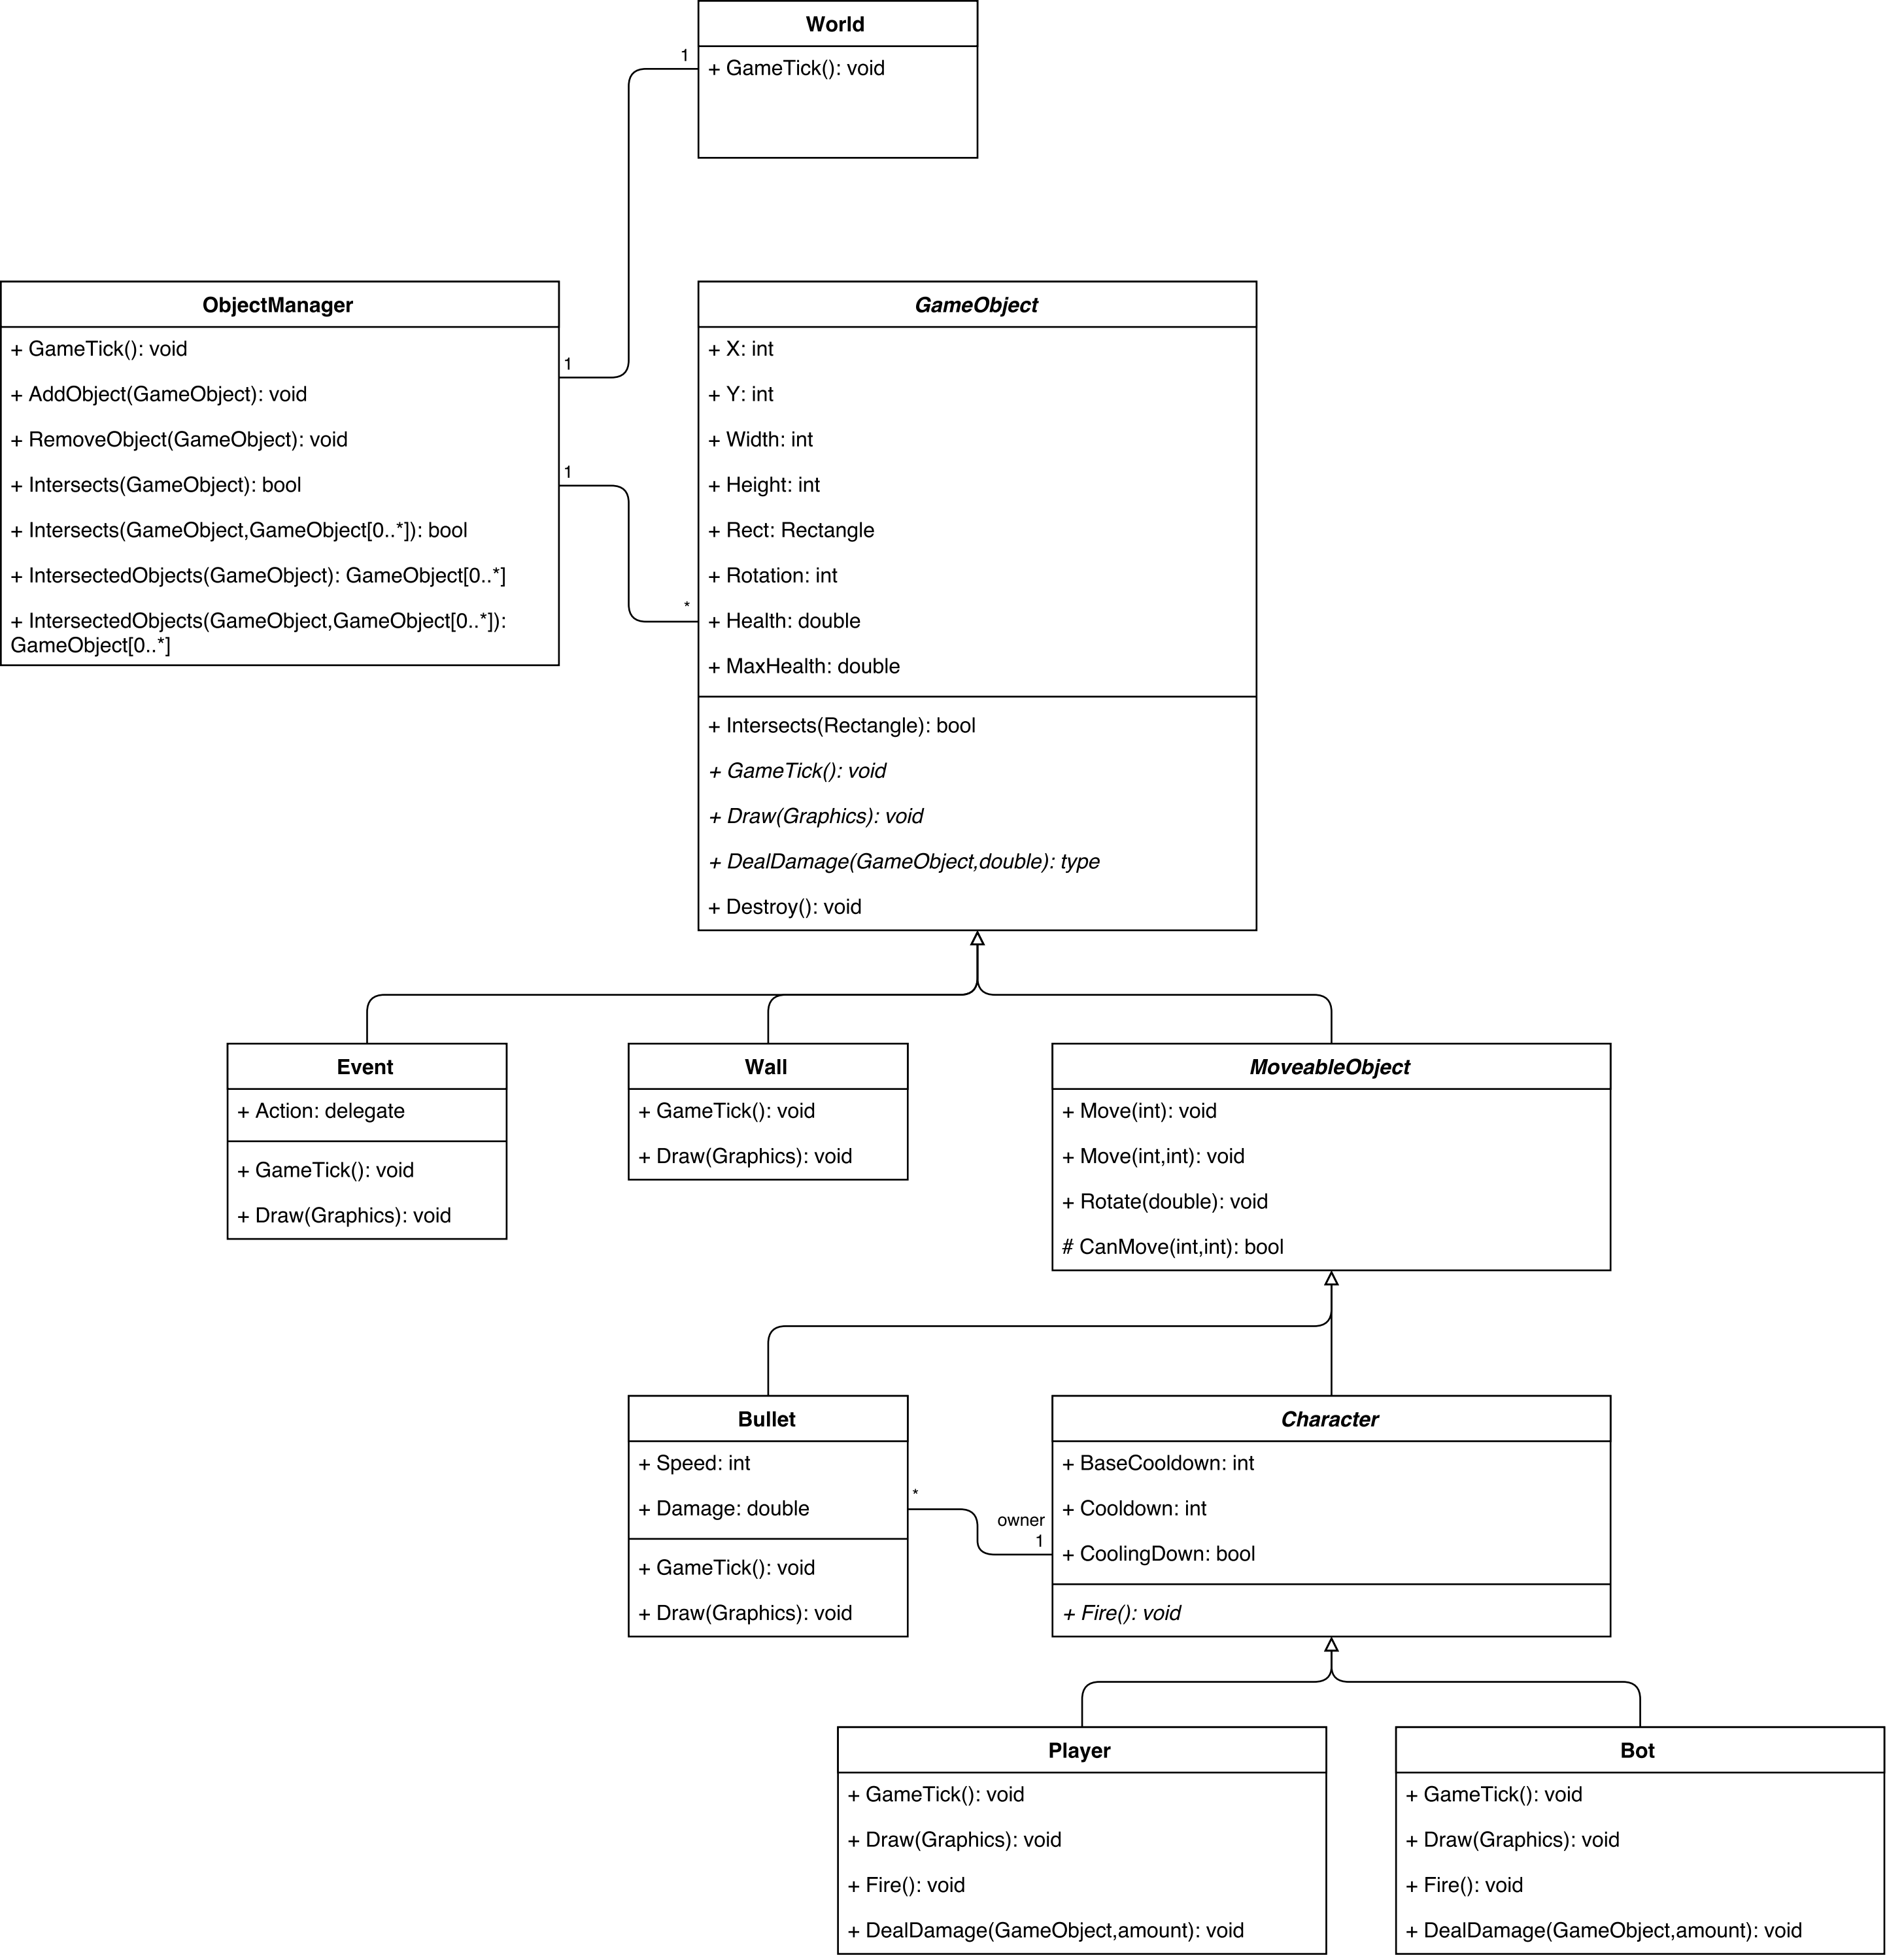 World
1
+ GameTick(): void
ObjectManager
+ GameTick(): void
1
+ AddObject(GameObject): void
+ RemoveObject(GameObject): void
1
+ Intersects(GameObject): bool
+ Intersects(GameObject,GameObject[0..*]): bool
+ IntersectedObjects(GameObject): GameObject[0..*]
+ IntersectedObjects(GameObject,GameObject[0..*]):
GameObject[0..*]
GameObject
+ X: int
+ Y: int
+ Width: int
+ Height: int
+ Rect: Rectangle
+ Rotation: int
*
+ Health: double
+ MaxHealth: double
+ Intersects(Rectangle): bool
+ GameTick(): void
+ Draw(Graphics): void
+ DealDamage(GameObject,double): type
+ Destroy(): void
Event
+ Action: delegate
+ GameTick(): void
+ Draw(Graphics): void
Wall
+ GameTick(): void
+ Draw(Graphics): void
MoveableObject
+ Move(int): void
+ Move(int,int): void
+ Rotate(double): void
# CanMove(int,int): bool
Bullet
+ Speed: int
+ Damage: double
+ GameTick(): void
+ Draw(Graphics): void
*
owner
1
Character
+ BaseCooldown: int
+ Cooldown: int
+ CoolingDown: bool
+ Fire(): void
Player
+ GameTick(): void
+ Draw(Graphics): void
+ Fire(): void
+ DealDamage(GameObject,amount): void
Bot
+ GameTick(): void
+ Draw(Graphics): void
+ Fire(): void
+ DealDamage(GameObject,amount): void